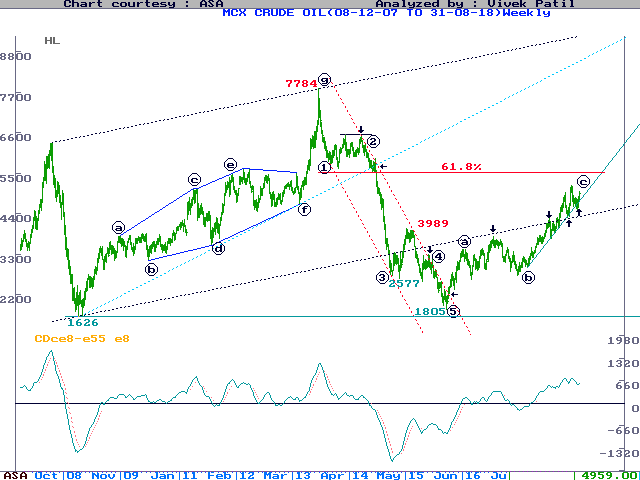 Chart courtesy : ASA Analyzed by : Vivek Patil
MCX CRUDE OIL(08-12-07 TO 31-08-18)Weekly
HL
8800
7700
6600
5500
4400
3300
2200
7784
g
1
2
61.8%
a
b
c
d
e
f
3989
3
4
2577
a
1805
5
b
c
1626
CDce8-e55 e8
1980
1320
660
0
-660
-1320
ASA Oct 08 Nov 09 Jan 11 Feb 12 Mar 13 Apr 14 May 15 Jun 16 Ju 4959.00